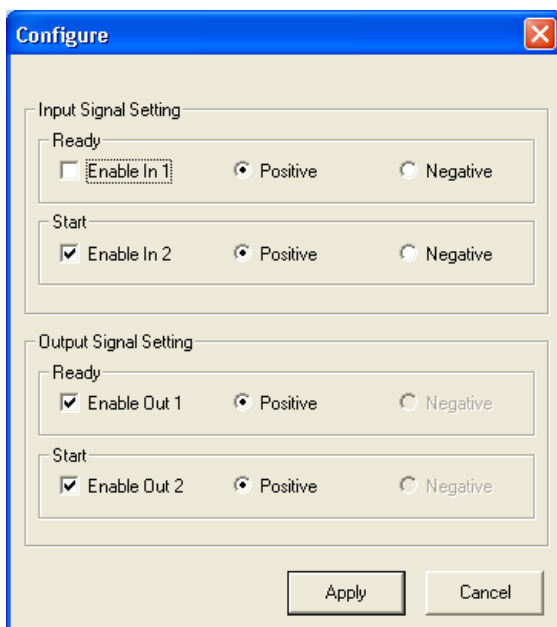 Configure
Input Signal Setting
Ready
Enable In 1 Positive Negative
Start
Enable In 2 Positive Negative
Output Signal Setting
Ready
Enable Out 1 Positive Negative
Start
Enable Out 2 Positive Negative
Apply Cancel